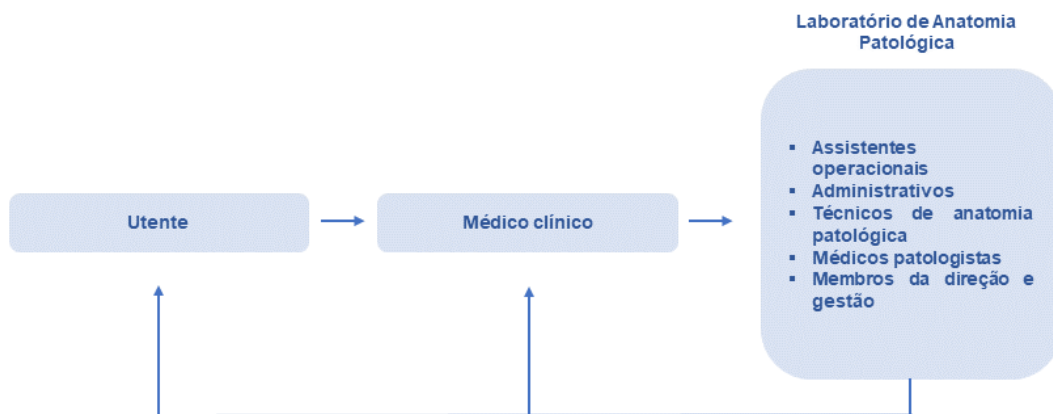 Laboratório de Anatomia
Patológica
Utente
Médico clínico
▪ Assistentes
operacionais
▪ Administrativos
▪ Técnicos de anatomia
patológica
▪ Médicos patologistas
▪ Membros da direção e
gestão